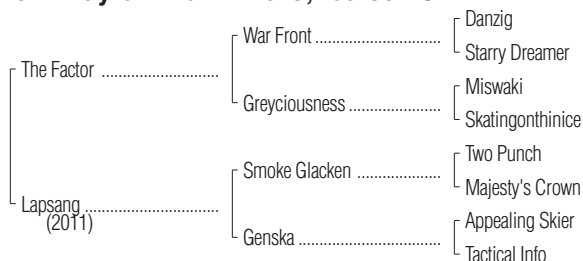 Danzig
War Front ........................
Starry Dreamer
The Factor ......................
Miswaki
Greyciousness .................
Skatingonthinice
Two Punch
Smoke Glacken ...............
Majesty's Crown
Lapsang .........................
(2011)
Appealing Skier
Genska ...........................
Tactical Info